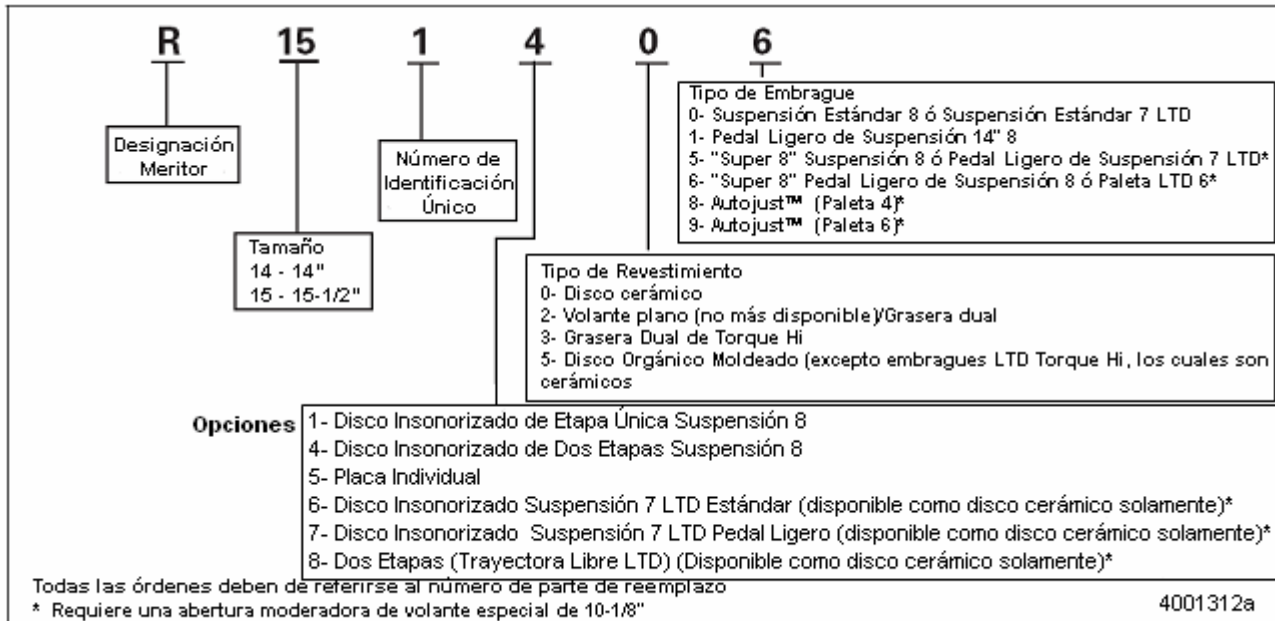 R 15 1 4 0 6
Designación
Meritor
Tamaño
14 - 14"
15 - 15-1/2"
Número de
Identificación
Único
Tipo de Embrague
0- Suspensión Estándar 8 ó Suspensión Estándar 7 LTD
1- Pedal Ligero de Suspensión 14" 8
5- "Super 8" Suspensión 8 ó Pedal Ligero de Suspensión 7 LTD*
6- "Super 8" Pedal Ligero de Suspensión 8 ó Paleta LTD 6*
8- Autojust™ (Paleta 4)*
9- Autojust™ (Paleta 6)*
Tipo de Revestimiento
0- Disco cerámico
2- Volante plano (no más disponible)/Grasera dual
3- Grasera Dual de Torque Hi
5- Disco Orgánico Moldeado (excepto embragues LTD Torque Hi, los cuales son
cerámicos
Opciones
1- Disco Insonorizado de Etapa Única Suspensión 8
4- Disco Insonorizado de Dos Etapas Suspensión 8
5- Placa Individual
6- Disco Insonorizado Suspensión 7 LTD Estándar (disponible como disco cerámico solamente)*
7- Disco Insonorizado Suspensión 7 LTD Pedal Ligero (disponible como disco cerámico solamente)*
8- Dos Etapas (Trayectora Libre LTD) (Disponible como disco cerámico solamente)*
Todas las órdenes deben de referirse al número de parte de reemplazo
* Requiere una abertura moderadora de volante especial de 10-1/8"
4001312a